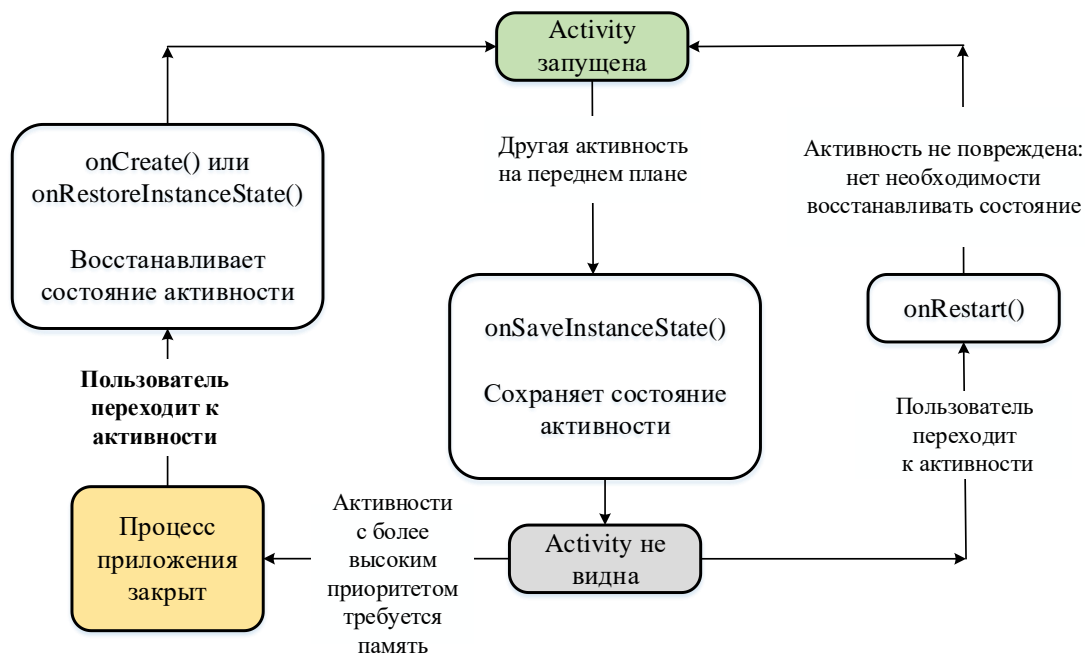 Activity
запущена
onCreate() или
onRestoreInstanceState()
Восстанавливает
состояние активности
Другая активность
на переднем плане
Активность не повреждена:
нет необходимости
восстанавливать состояние
onSaveInstanceState()
Сохраняет состояние
активности
onRestart()
Пользователь
переходит к
активности
Пользователь
переходит
к активности
Процесс
приложения
закрыт
Активности
с более
высоким
приоритетом
требуется
память
Activity не
видна